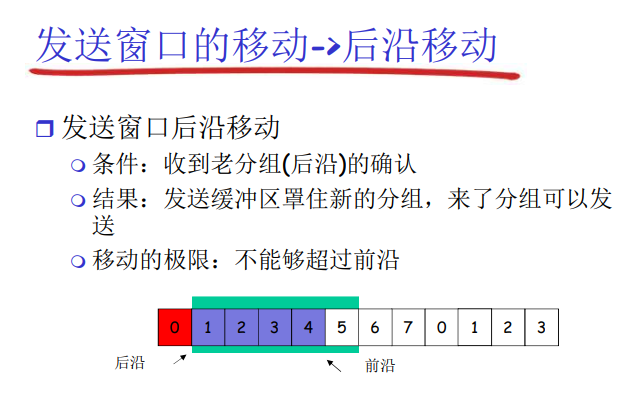 发送窗口的移动->后沿移动
发送窗口后沿移动
条件：收到老分组(后沿)的确认
结果：发送缓冲区罩住新的分组，来了分组可以发
送
移动的极限：不能够超过前沿
0 1 2 3 4 5 6 7 0 1 2 3
后沿 前沿